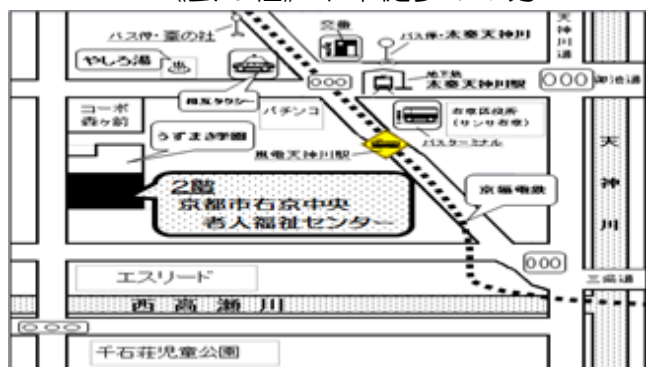 バス停・蚕の社
交番
バス停・太秦天神川
天神川通
やしろ湯
相互タクシー
地下鉄
太秦天神川駅
御池通
コーポ
森ヶ前
パチンコ
右京区役所
(サンサ右京)
うずまさ学園
バスターミナル
嵐電天神川駅
天神川
2階
京都市右京中央
老人福祉センター
京福電鉄
三条通
エスリード
西高瀬川
千石荘児童公園